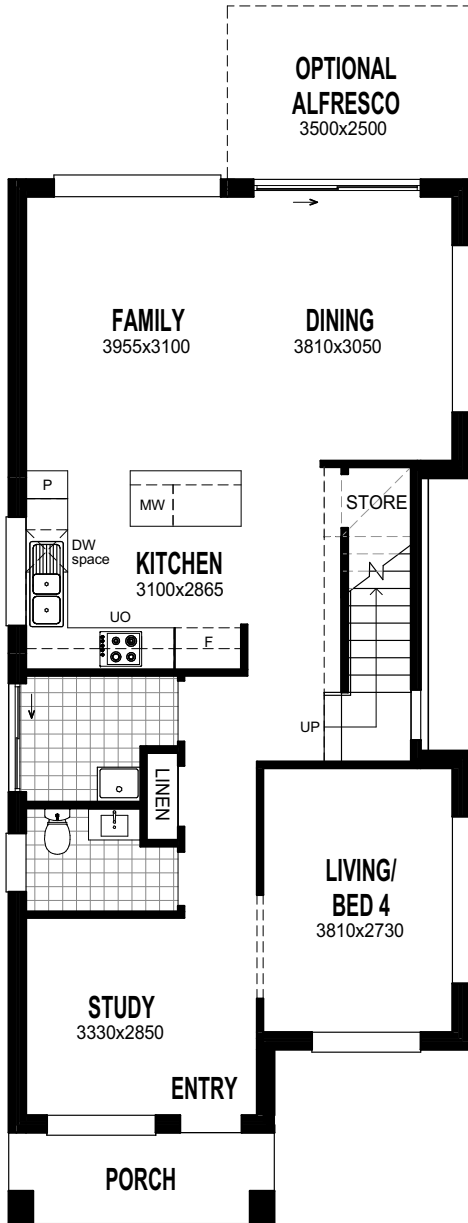 OPTIONAL
ALFRESCO
3500x2500
FAMILY
3955x3100
DINING
3810x3050
P
MW
STORE
DW
space
KITCHEN
3100x2865
UO
F
UP
LINEN
LIVING/
BED 4
3810x2730
STUDY
3330x2850
ENTRY
PORCH